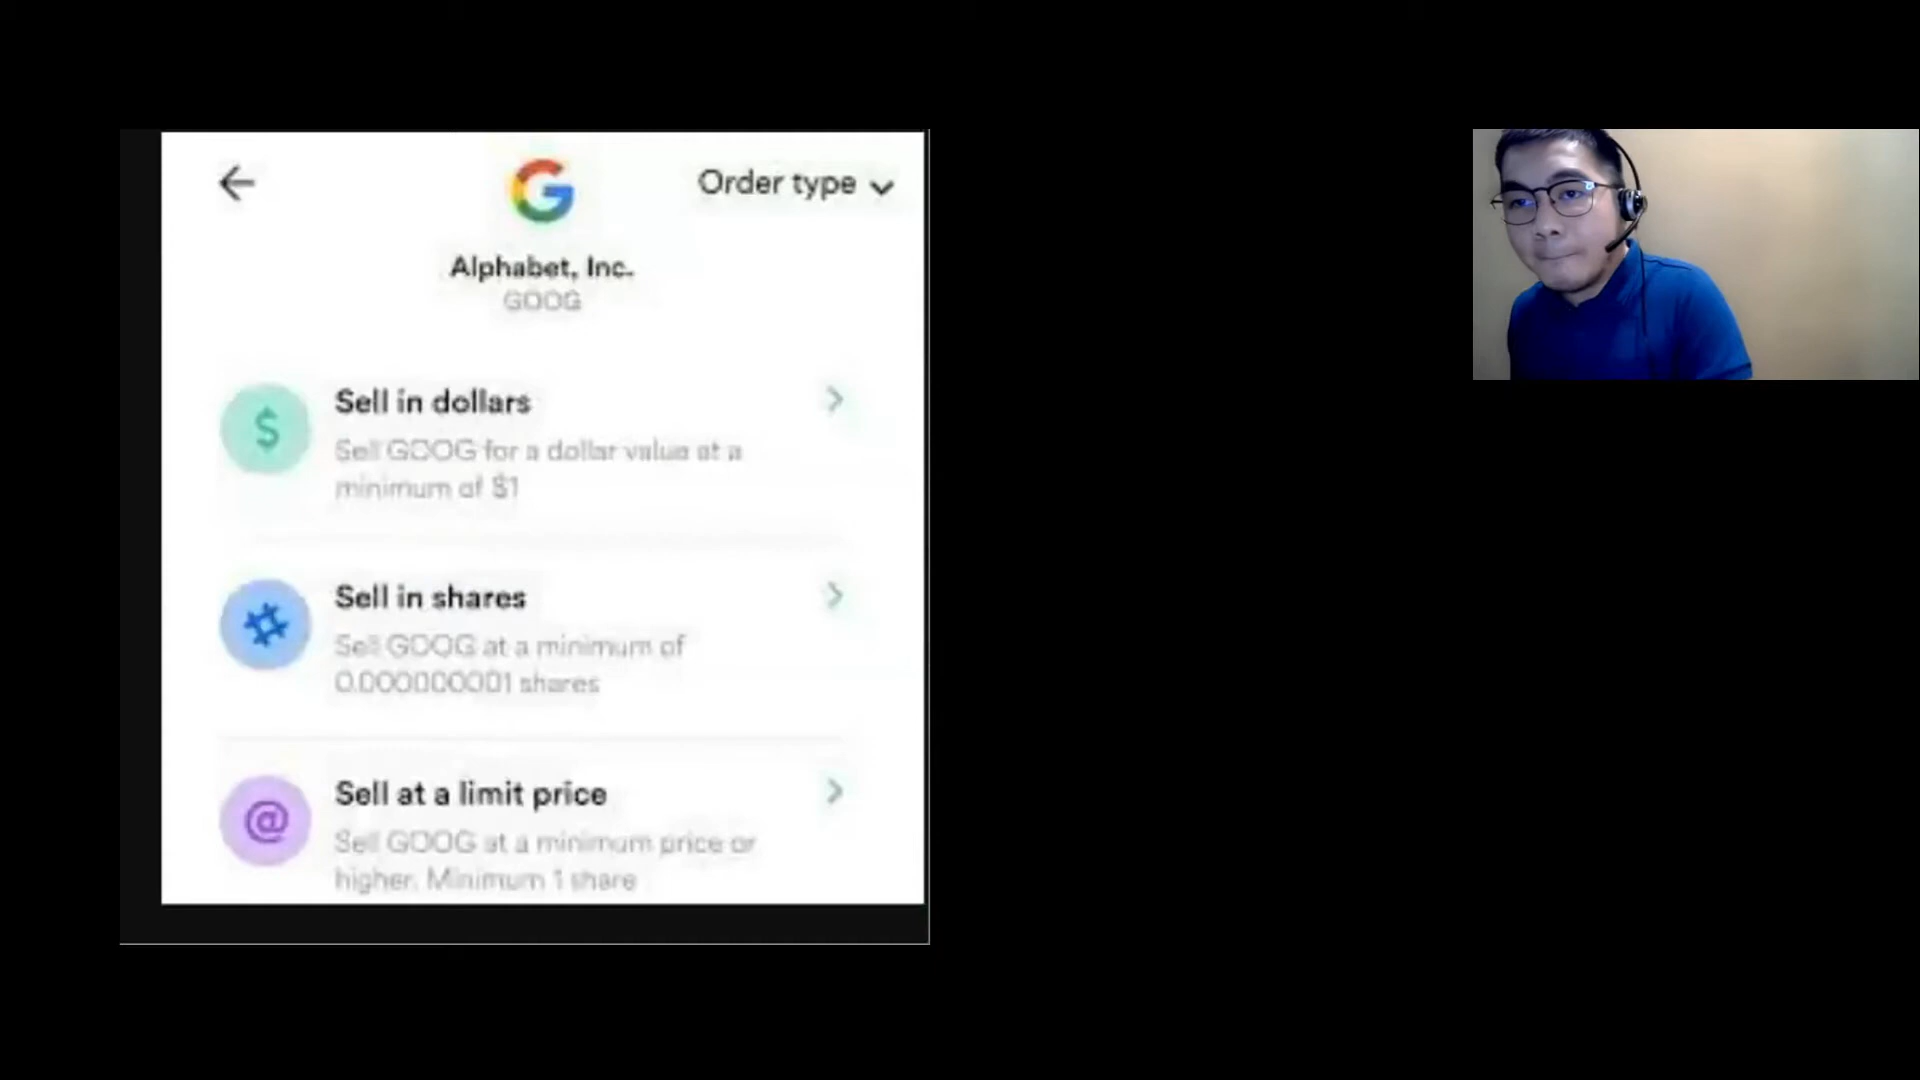 Order type
Alphabet, Inc.
GOOG
$
Sell in dollars
Sell GOOG for a dollar value at a
minimum of $1
#
Sell in shares
Sell GOOG at a minimum of
0.000000001 shares
@
Sell at a limit price
Sell GOOG at a minimum price or
higher. Minimum 1 share